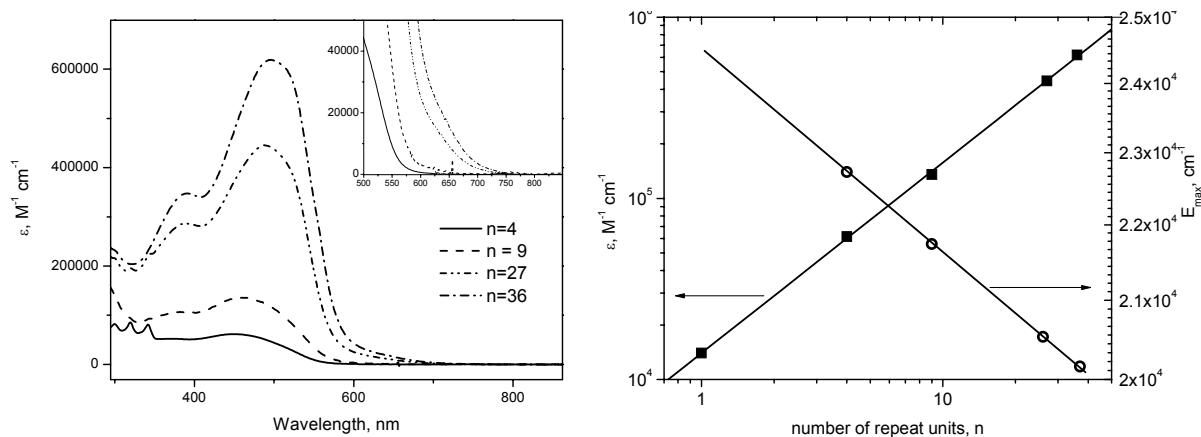 600000
400000
200000
0
ε, M⁻¹ cm⁻¹
400 600 800
Wavelength, nm
n=4
n = 9
n=27
n=36
40000
20000
0
500 550 600 650 700 750 800
10⁶
10⁵
10⁴
ε, M⁻¹ cm⁻¹
1 10
number of repeat units, n
2.5x10⁴
2.4x10⁴
2.3x10⁴
2.2x10⁴
2.1x10⁴
2x10⁴
E_max, cm⁻¹